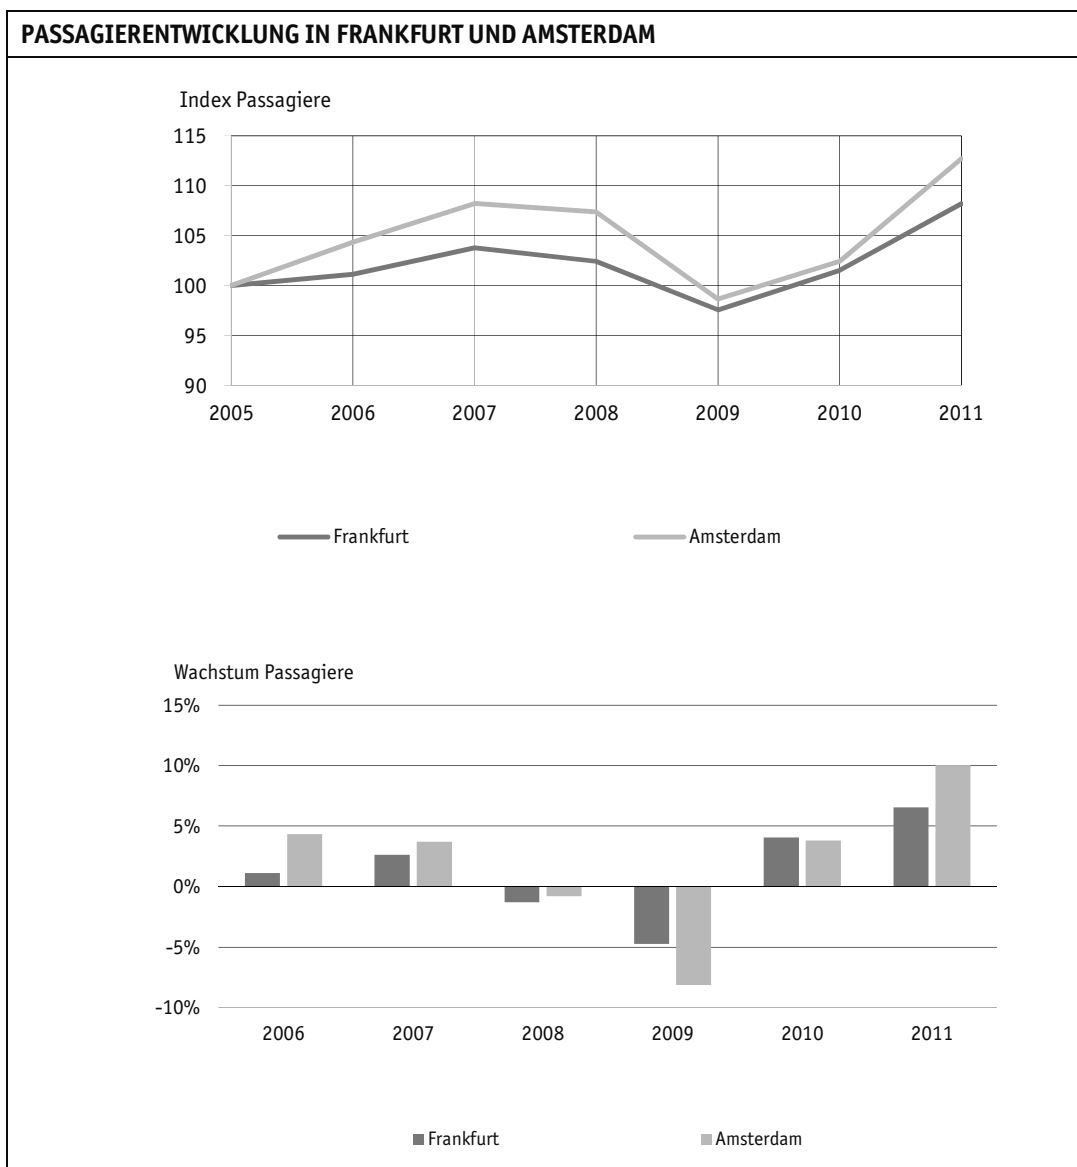 PASSAGIERENTWICKLUNG IN FRANKFURT UND AMSTERDAM
Index Passagiere
115
110
105
100
95
90
2005 2006 2007 2008 2009 2010 2011
Frankfurt Amsterdam
Wachstum Passagiere
15%
10%
5%
0%
-5%
-10%
2006 2007 2008 2009 2010 2011
Frankfurt Amsterdam